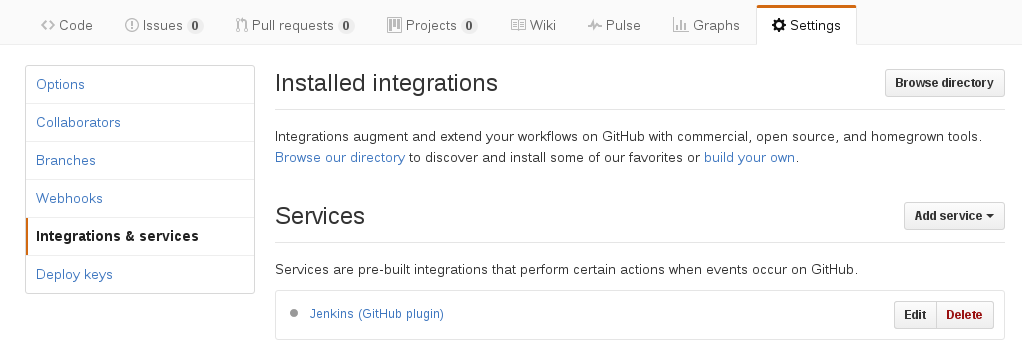 Code Issues 0 Pull requests 0 Projects 0 Wiki Pulse Graphs Settings
Options
Collaborators
Branches
Webhooks
Integrations & services
Deploy keys
Installed integrations Browse directory
Integrations augment and extend your workflows on GitHub with commercial, open source, and homegrown tools.
Browse our directory to discover and install some of our favorites or build your own.
Services Add service
Services are pre-built integrations that perform certain actions when events occur on GitHub.
Jenkins (GitHub plugin) Edit Delete